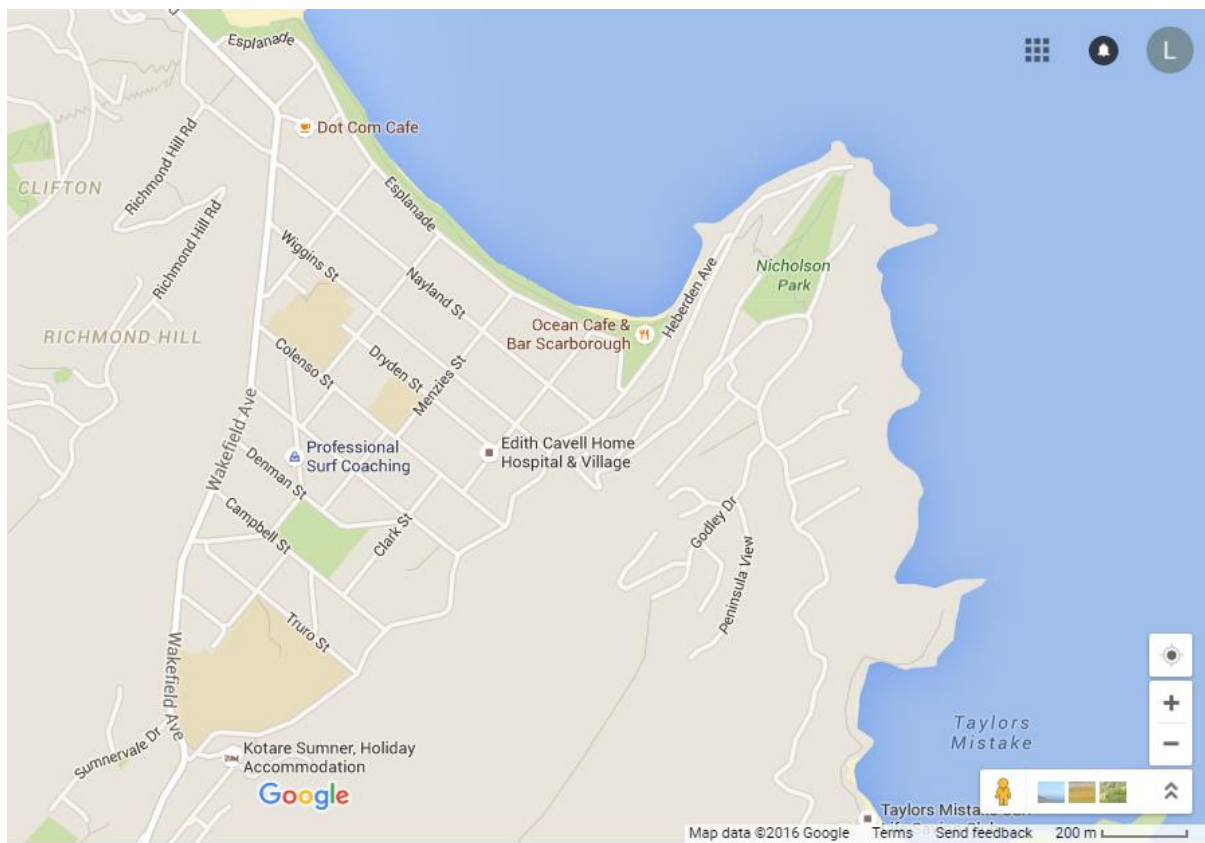 Esplanade
L
Dot Com Cafe
Richmond Hill Rd
CLIFTON
Esplanade
Richmond Hill Rd
Wiggins St
Nayland St
Heberden Ave
Nicholson
Park
RICHMOND HILL
Ocean Cafe &
Bar Scarborough
Colenso St
Dryden St
Menzies St
Wakefield Ave
Professional
Surf Coaching
Edith Cavell Home
Hospital & Village
Denman St
Campbell St
Clark St
Godley Dr
Peninsula View
Truro St
Wakefield Ave
Sumnervale Dr
Kotare Sumner, Holiday
Accommodation
Google
Taylors
Mistake
+
−
Taylors
Map data ©2016 Google Terms Send feedback 200 m